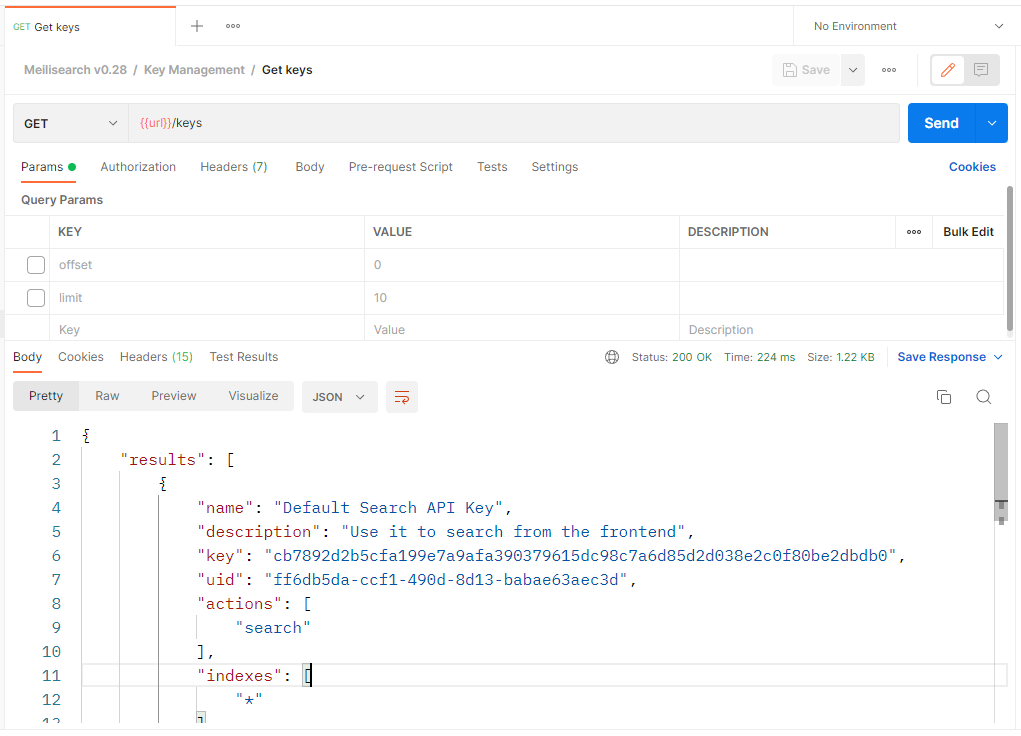 GET Get keys
No Environment
Meilisearch v0.28 / Key Management / Get keys
Save
GET {{url}}/keys Send
Params Authorization Headers (7) Body Pre-request Script Tests Settings Cookies
Query Params
KEY VALUE DESCRIPTION Bulk Edit
offset 0
limit 10
Key Value Description
Body Cookies Headers (15) Test Results Status: 200 OK Time: 224 ms Size: 1.22 KB Save Response
Pretty Raw Preview Visualize JSON
1 {
2 "results": [
3 {
4 "name": "Default Search API Key",
5 "description": "Use it to search from the frontend",
6 "key": "cb7892d2b5cfa199e7a9afa390379615dc98c7a6d85d2d038e2c0f80be2dbdb0",
7 "uid": "ff6db5da-ccf1-490d-8d13-babae63aec3d",
8 "actions": [
9 "search"
10 ],
11 "indexes": [
12 "*"
13 ]